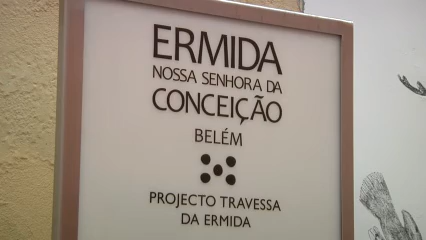 ERMIDA
NOSSA SENHORA DA
CONCEIÇÃO
BELÉM
PROJECTO TRAVESSA
DA ERMIDA